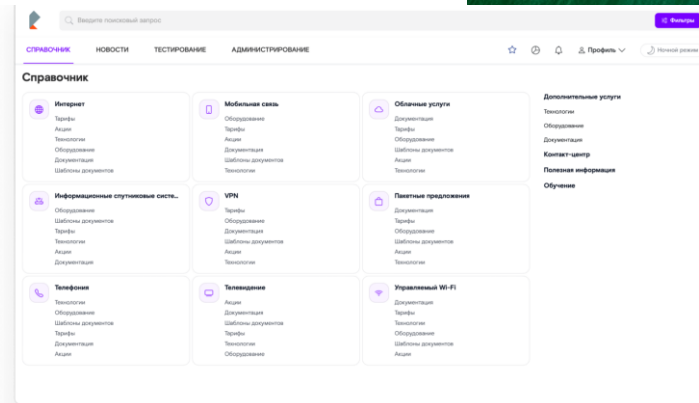 Введите поисковый запрос
Фильтры
СПРАВОЧНИК
НОВОСТИ
ТЕСТИРОВАНИЕ
АДМИНИСТРИРОВАНИЕ
Профиль
Ночной режим
Справочник
Интернет
Тарифы
Акции
Технологии
Оборудование
Документация
Шаблоны документов
Мобильная связь
Оборудование
Тарифы
Акции
Документация
Шаблоны документов
Технологии
Облачные услуги
Документация
Тарифы
Оборудование
Шаблоны документов
Акции
Технологии
Дополнительные услуги
Технологии
Оборудование
Документация
Контакт-центр
Полезная информация
Обучение
Информационные спутниковые систе...
Оборудование
Шаблоны документов
Тарифы
Технологии
Акции
Документация
VPN
Тарифы
Оборудование
Документация
Шаблоны документов
Акции
Технологии
Пакетные предложения
Документация
Тарифы
Оборудование
Шаблоны документов
Акции
Технологии
Телефония
Технологии
Оборудование
Шаблоны документов
Тарифы
Документация
Акции
Телевидение
Акции
Документация
Шаблоны документов
Тарифы
Технологии
Оборудование
Управляемый Wi-Fi
Документация
Тарифы
Технологии
Оборудование
Шаблоны документов
Акции